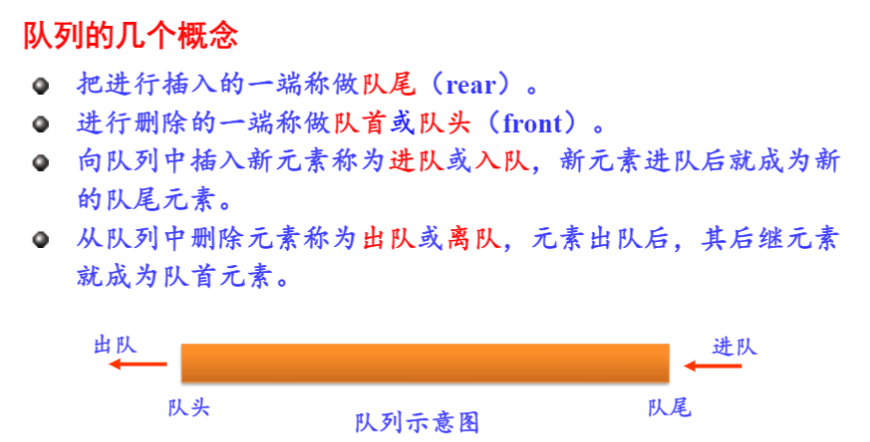 队列的几个概念
把进行插入的一端称做队尾（rear）。
进行删除的一端称做队首或队头（front）。
向队列中插入新元素称为进队或入队，新元素进队后就成为新
的队尾元素。
从队列中删除元素称为出队或离队，元素出队后，其后继元素
就成为队首元素。
出队
进队
队头
队尾
队列示意图